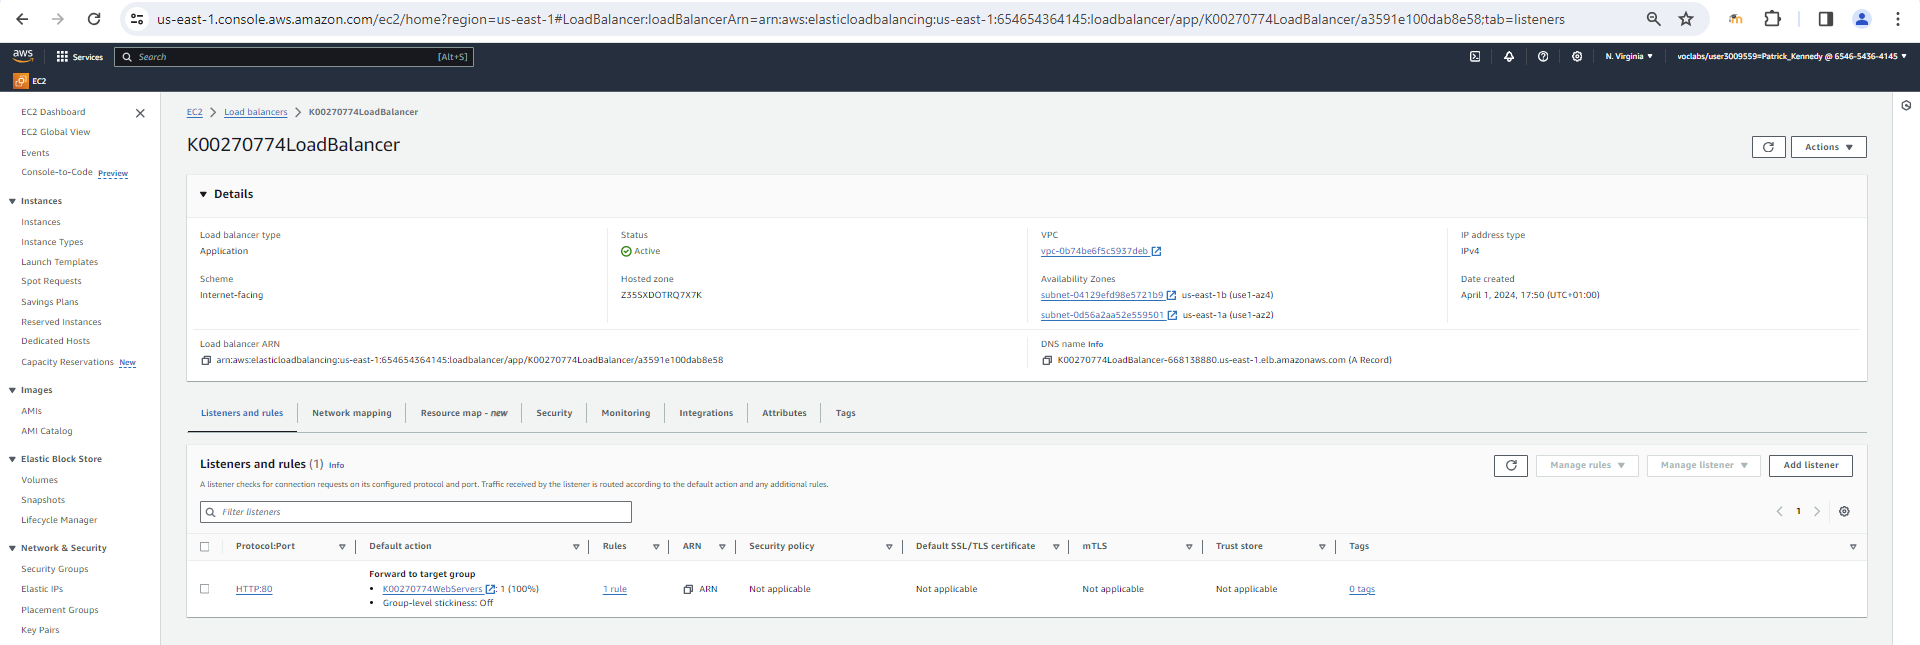 us-east-1.console.aws.amazon.com/ec2/home?region=us-east-1#LoadBalancer:loadBalancerArn=arn:aws:elasticloadbalancing:us-east-1:654654364145:loadbalancer/app/K00270774LoadBalancer/a3591e100dab8e58;tab=listeners
aws Services Search [Alt+S] N. Virginia voclabs/user3009559=Patrick_Kennedy @ 6546-5436-4145
EC2
EC2 Dashboard
EC2 Global View
Events
Console-to-Code Preview
Instances
Instances
Instance Types
Launch Templates
Spot Requests
Savings Plans
Reserved Instances
Dedicated Hosts
Capacity Reservations New
Images
AMIs
AMI Catalog
Elastic Block Store
Volumes
Snapshots
Lifecycle Manager
Network & Security
Security Groups
Elastic IPs
Placement Groups
Key Pairs
EC2 > Load balancers > K00270774LoadBalancer
K00270774LoadBalancer
Actions
Details
Load balancer type
Application
Status
Active
VPC
vpc-0b74be6f5c5937deb
IP address type
IPv4
Scheme
Internet-facing
Hosted zone
Z35SXDOTRQ7X7K
Availability Zones
subnet-04129efd98e5721b9 us-east-1b (use1-az4)
subnet-0d56a2aa52e559501 us-east-1a (use1-az2)
Date created
April 1, 2024, 17:50 (UTC+01:00)
Load balancer ARN
arn:aws:elasticloadbalancing:us-east-1:654654364145:loadbalancer/app/K00270774LoadBalancer/a3591e100dab8e58
DNS name Info
K00270774LoadBalancer-668138880.us-east-1.elb.amazonaws.com (A Record)
Listeners and rules Network mapping Resource map - new Security Monitoring Integrations Attributes Tags
Listeners and rules (1) Info
Manage rules Manage listener Add listener
A listener checks for connection requests on its configured protocol and port. Traffic received by the listener is routed according to the default action and any additional rules.
Filter listeners
1
Protocol:Port Default action Rules ARN Security policy Default SSL/TLS certificate mTLS Trust store Tags
Forward to target group
HTTP:80 • K00270774WebServers : 1 (100%) 1 rule ARN Not applicable Not applicable Not applicable Not applicable 0 tags
• Group-level stickiness: Off